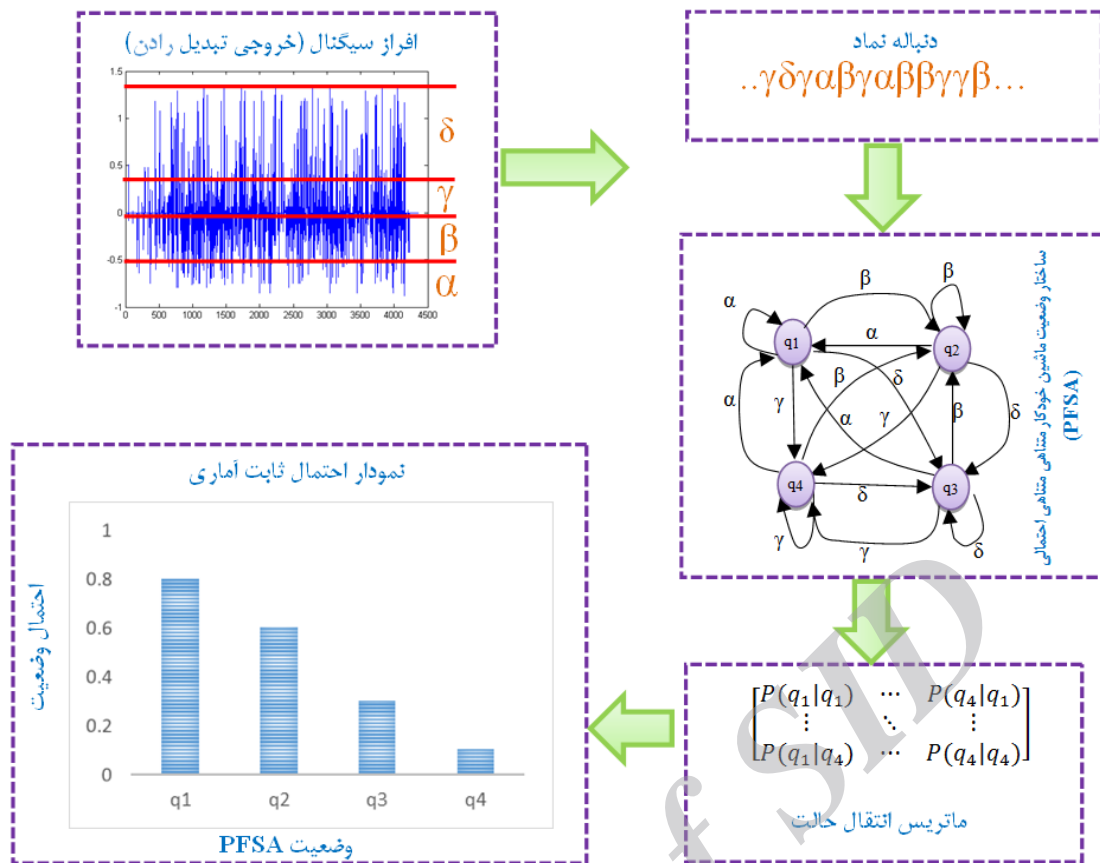 افراز سیگنال (خروجی تبدیل رادن)
1.5
1
0.5
0
-0.5
-1
0 500 1000 1500 2000 2500 3000 3500 4000 4500
δ
γ
β
α
دنباله نماد
..γδγαβγαββγγβ...
ساختار وضعیت ماشین خودکار متناهی متناهی احتمالی
(PFSA)
α
β
β
q1
α
q2
β
δ
α
γ
α
γ
β
δ
q4
δ
q3
γ
γ
δ
P(q₁|q₁) ⋯ P(q₄|q₁)
⋮ ⋱ ⋮
P(q₁|q₄) ⋯ P(q₄|q₄)
ماتریس انتقال حالت
نمودار احتمال ثابت آماری
احتمال وضعیت
1
0.8
0.6
0.4
0.2
0
q1 q2 q3 q4
وضعیت PFSA
f SID